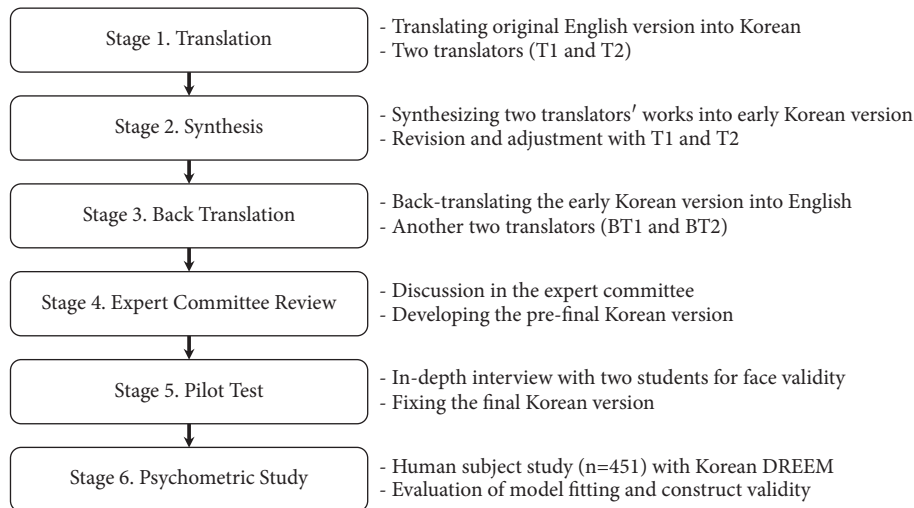 Stage 1. Translation
- Translating original English version into Korean
- Two translators (T1 and T2)
Stage 2. Synthesis
- Synthesizing two translators′ works into early Korean version
- Revision and adjustment with T1 and T2
Stage 3. Back Translation
- Back-translating the early Korean version into English
- Another two translators (BT1 and BT2)
Stage 4. Expert Committee Review
- Discussion in the expert committee
- Developing the pre-final Korean version
Stage 5. Pilot Test
- In-depth interview with two students for face validity
- Fixing the final Korean version
Stage 6. Psychometric Study
- Human subject study (n=451) with Korean DREEM
- Evaluation of model fitting and construct validity